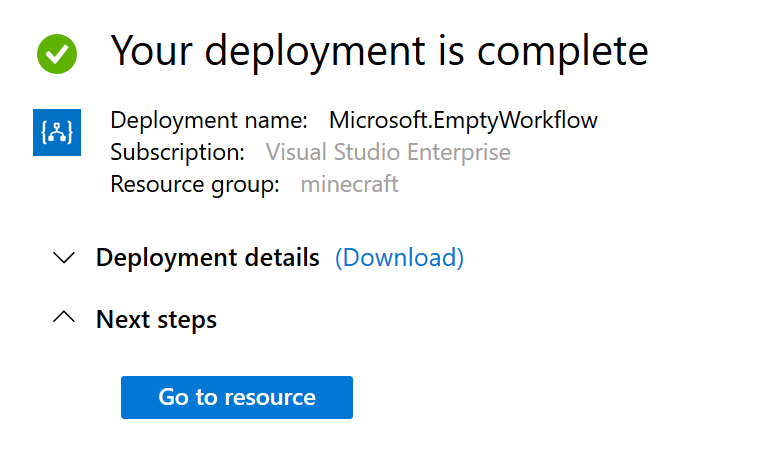 Your deployment is complete
Deployment name: Microsoft.EmptyWorkflow
Subscription: Visual Studio Enterprise
Resource group: minecraft
Deployment details (Download)
Next steps
Go to resource